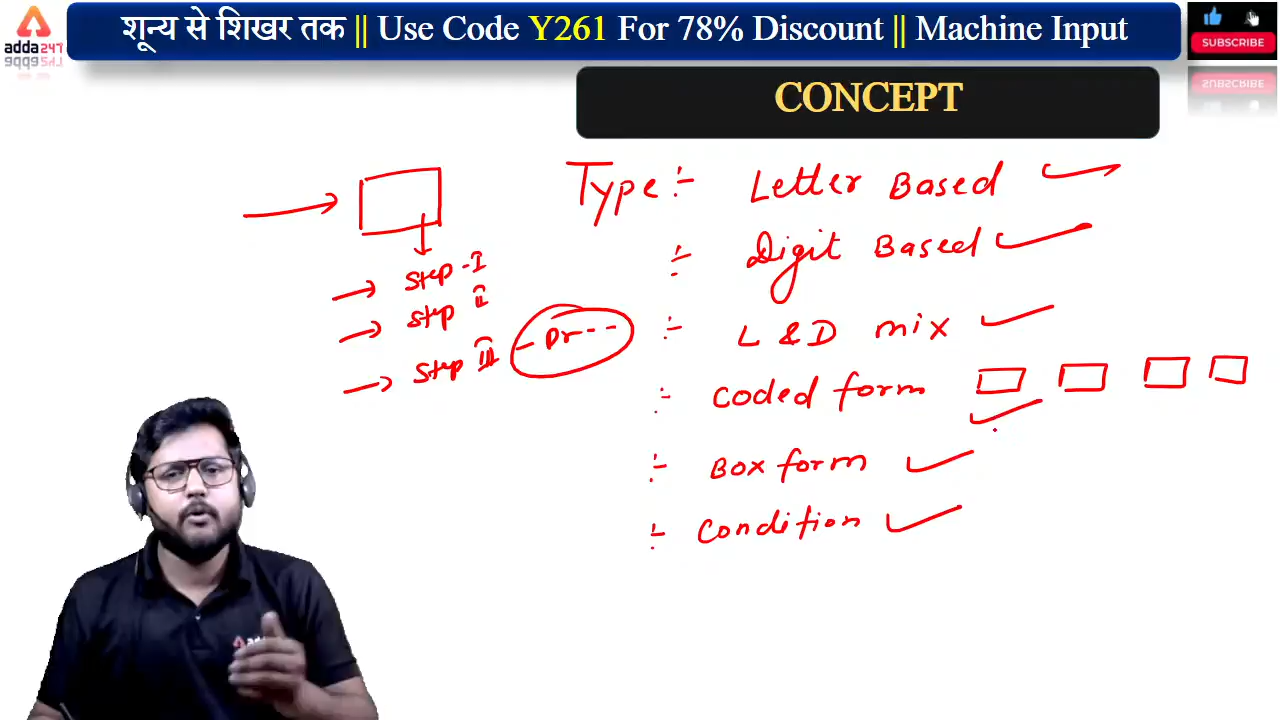 शून्य से शिखर तक || Use Code Y261 For 78% Discount || Machine Input
adda247
SUBSCRIBE
CONCEPT
Type :- Letter Based
:- Digit Based
:- L & D mix
:- Coded form
:- Box form
:- Condition
Step - I
Step II
Step III